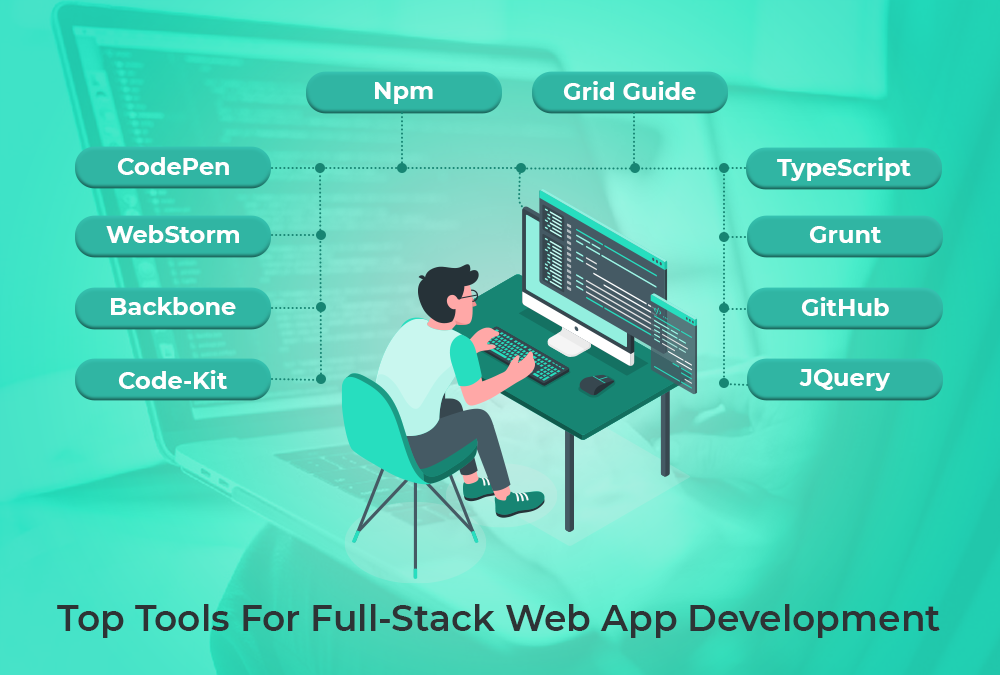 Npm
Grid Guide
CodePen
TypeScript
WebStorm
Grunt
Backbone
GitHub
Code-Kit
JQuery
Top Tools For Full-Stack Web App Development